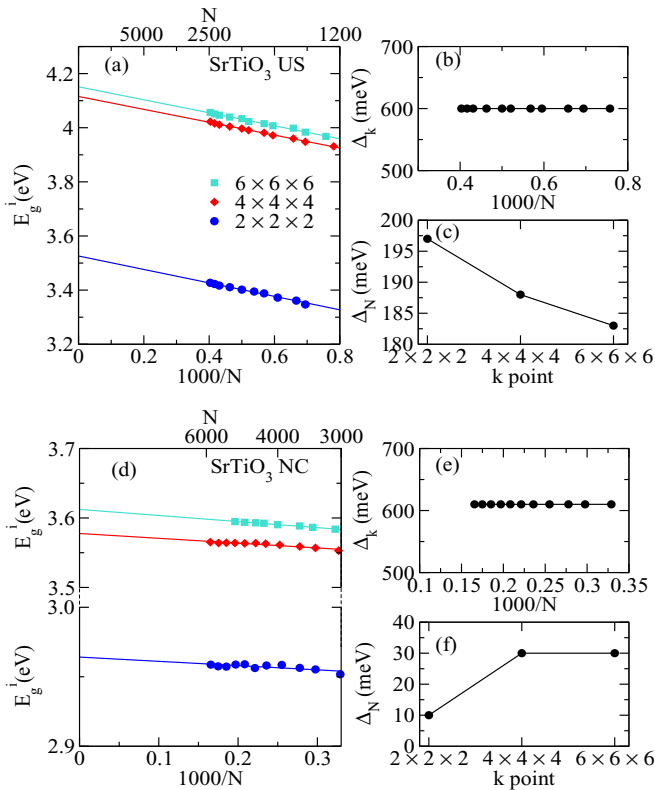 N
5000 2500 1200
(a) SrTiO₃ US
4.2
4
3.8
3.6
3.4
3.2
E_g^i (eV)
6 × 6 × 6
4 × 4 × 4
2 × 2 × 2
0 0.2 0.4 0.6 0.8
1000/N
(b)
700
600
500
Δ_k (meV)
0.4 0.6 0.8
1000/N
(c)
200
195
190
185
180
Δ_N (meV)
2 × 2 × 2 4 × 4 × 4 6 × 6 × 6
k point
N
6000 4000 3000
(d) SrTiO₃ NC
3.7
3.6
3.5
E_g^i (eV)
3.0
2.9
E_g^i (eV)
0 0.1 0.2 0.3
1000/N
(e)
700
600
500
Δ_k (meV)
0.1 0.15 0.2 0.25 0.3 0.35
1000/N
(f)
40
30
20
10
0
Δ_N (meV)
2 × 2 × 2 4 × 4 × 4 6 × 6 × 6
k point